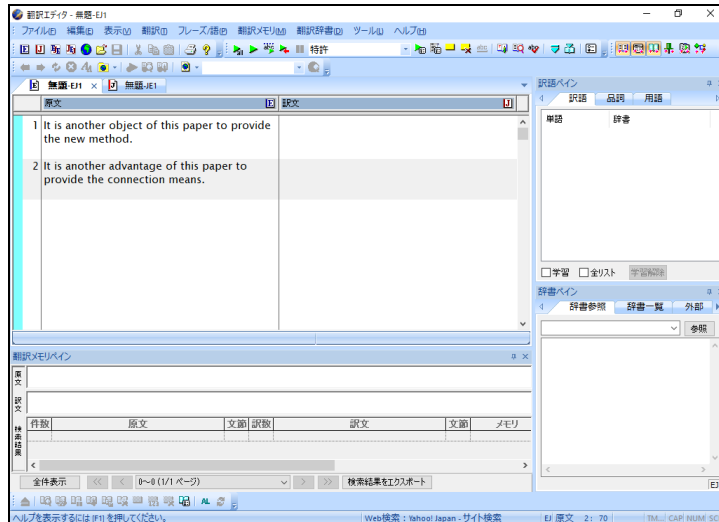 翻訳エディタ - 無題-EJ1
ファイル(F) 編集(E) 表示(V) 翻訳(T) フレーズ/語(P) 翻訳メモリ(M) 翻訳辞書(D) ツール(U) ヘルプ(H)
特許
E 無題-EJ1 × J 無題-JE1
原文 E 訳文 J
1 It is another object of this paper to provide
the new method.
2 It is another advantage of this paper to
provide the connection means.
訳語ペイン
訳語 品詞 用語
単語 辞書
学習 全リスト 学習解除
辞書ペイン
辞書参照 辞書一覧 外部
参照
EJ
翻訳メモリペイン
原文
訳文
検索結果
件数 原文 文節 訳数 訳文 文節 メモリ
全件表示 << < 0～0 (1/1 ページ) > >> 検索結果をエクスポート
AL
ヘルプを表示するには [F1] を押してください。 Web検索 : Yahoo! Japan - サイト検索 EJ 原文 2: 70 TM... CAP NUM SC